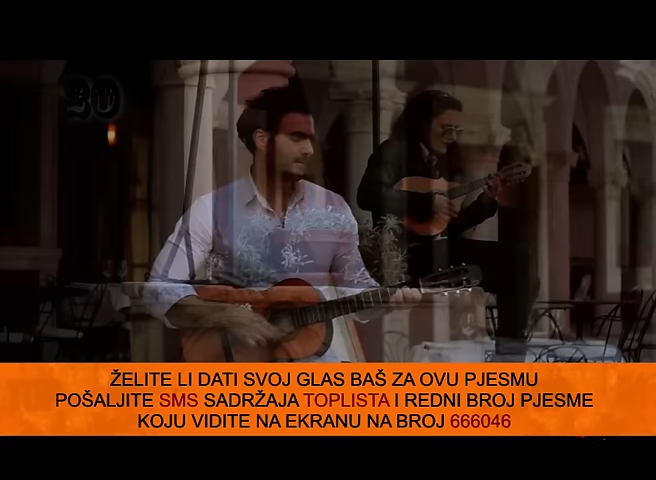 20
ŽELITE LI DATI SVOJ GLAS BAŠ ZA OVU PJESMU
POŠALJITE SMS SADRŽAJA TOPLISTA I REDNI BROJ PJESME
KOJU VIDITE NA EKRANU NA BROJ 666046